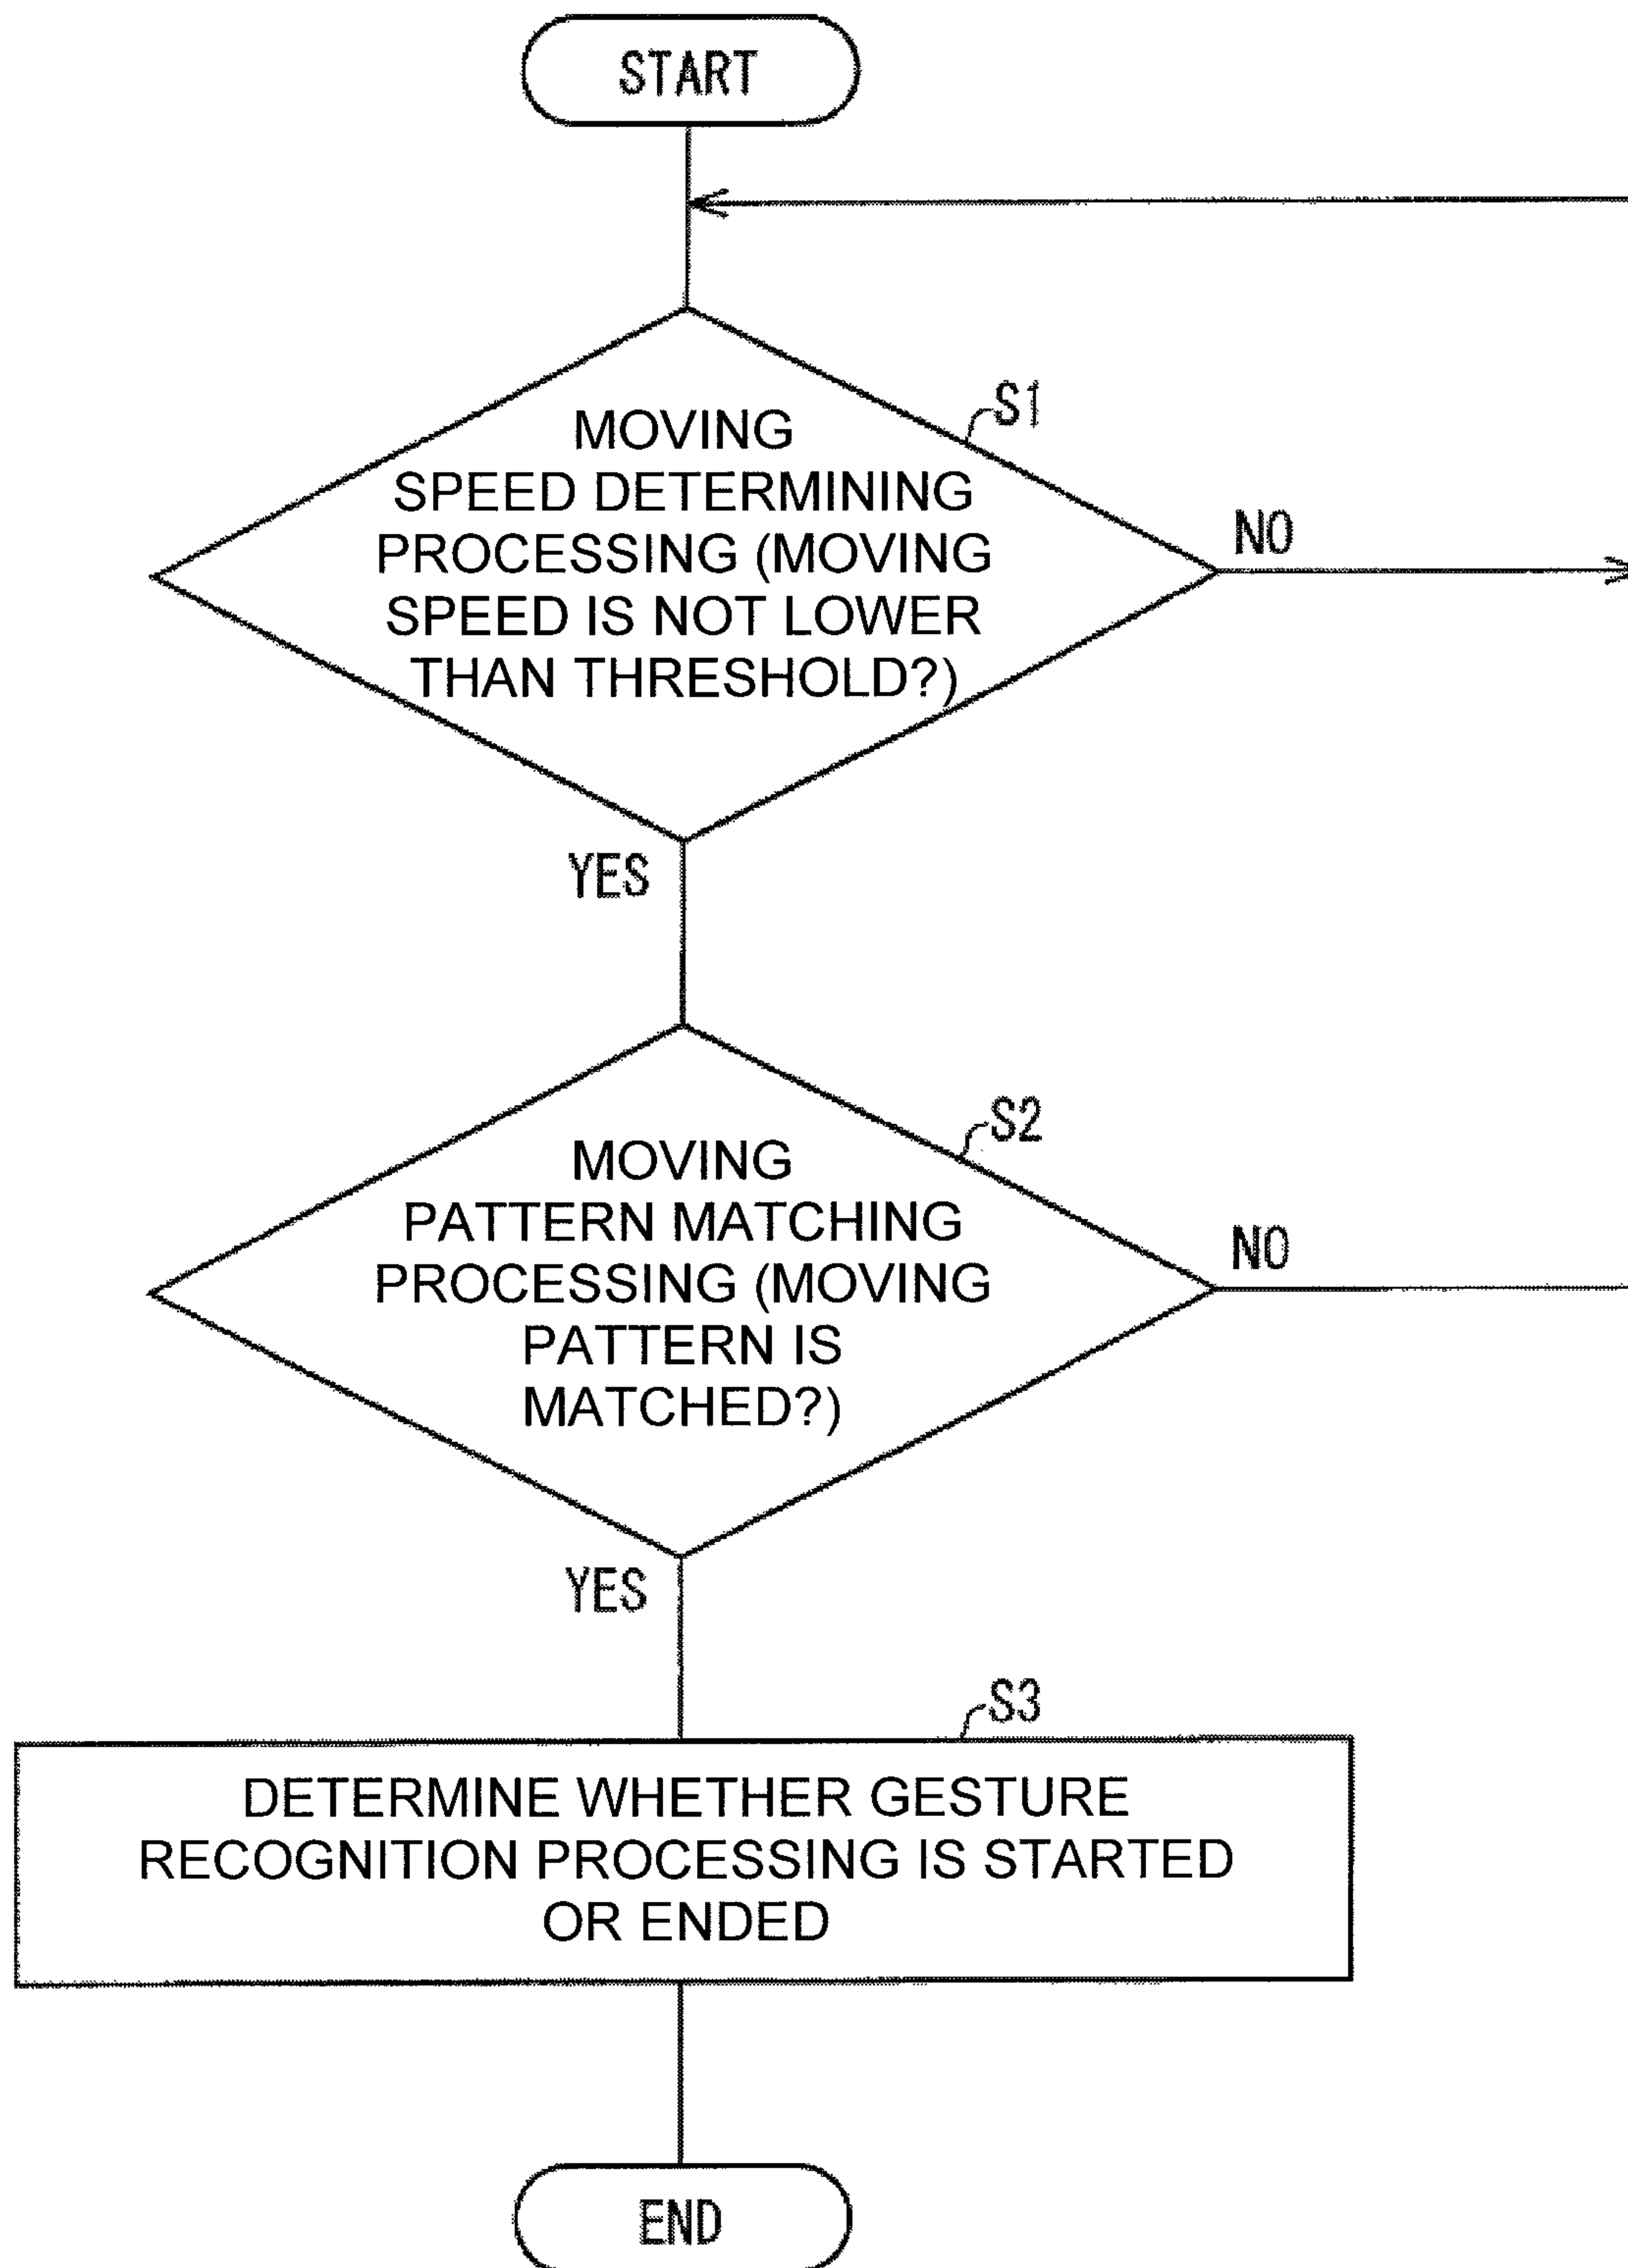 START
S1
MOVING
SPEED DETERMINING
PROCESSING (MOVING
SPEED IS NOT LOWER
THAN THRESHOLD?)
NO
YES
S2
MOVING
PATTERN MATCHING
PROCESSING (MOVING
PATTERN IS
MATCHED?)
NO
YES
S3
DETERMINE WHETHER GESTURE
RECOGNITION PROCESSING IS STARTED
OR ENDED
END